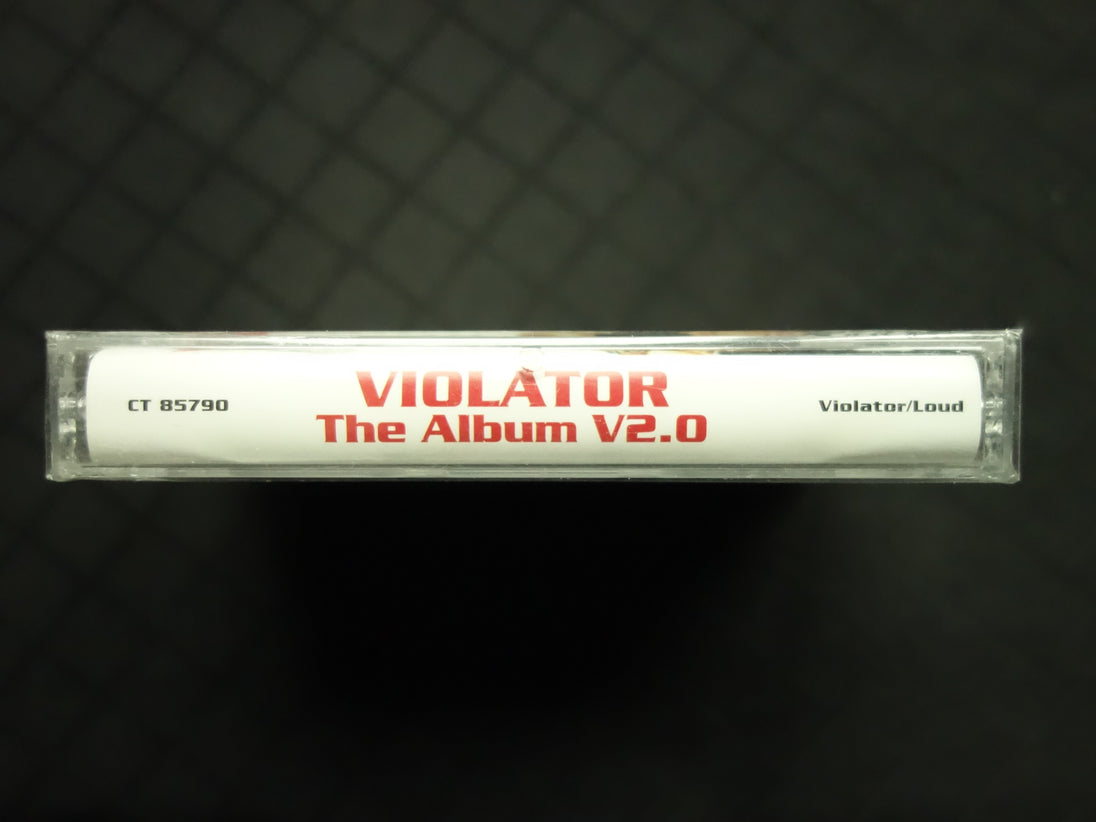 CT 85790
VIOLATOR
The Album V2.0
Violator/Loud